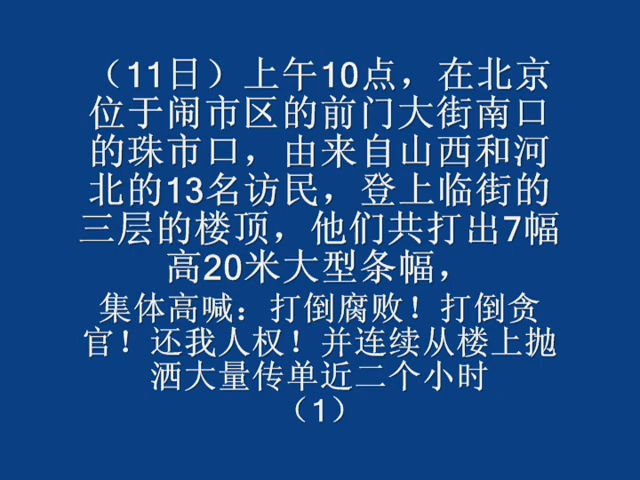 （11日）上午10点，在北京
位于闹市区的前门大街南口
的珠市口，由来自山西和河
北的13名访民，登上临街的
三层的楼顶，他们共打出7幅
高20米大型条幅，
集体高喊：打倒腐败！打倒贪
官！还我人权！并连续从楼上抛
洒大量传单近二个小时
（1）